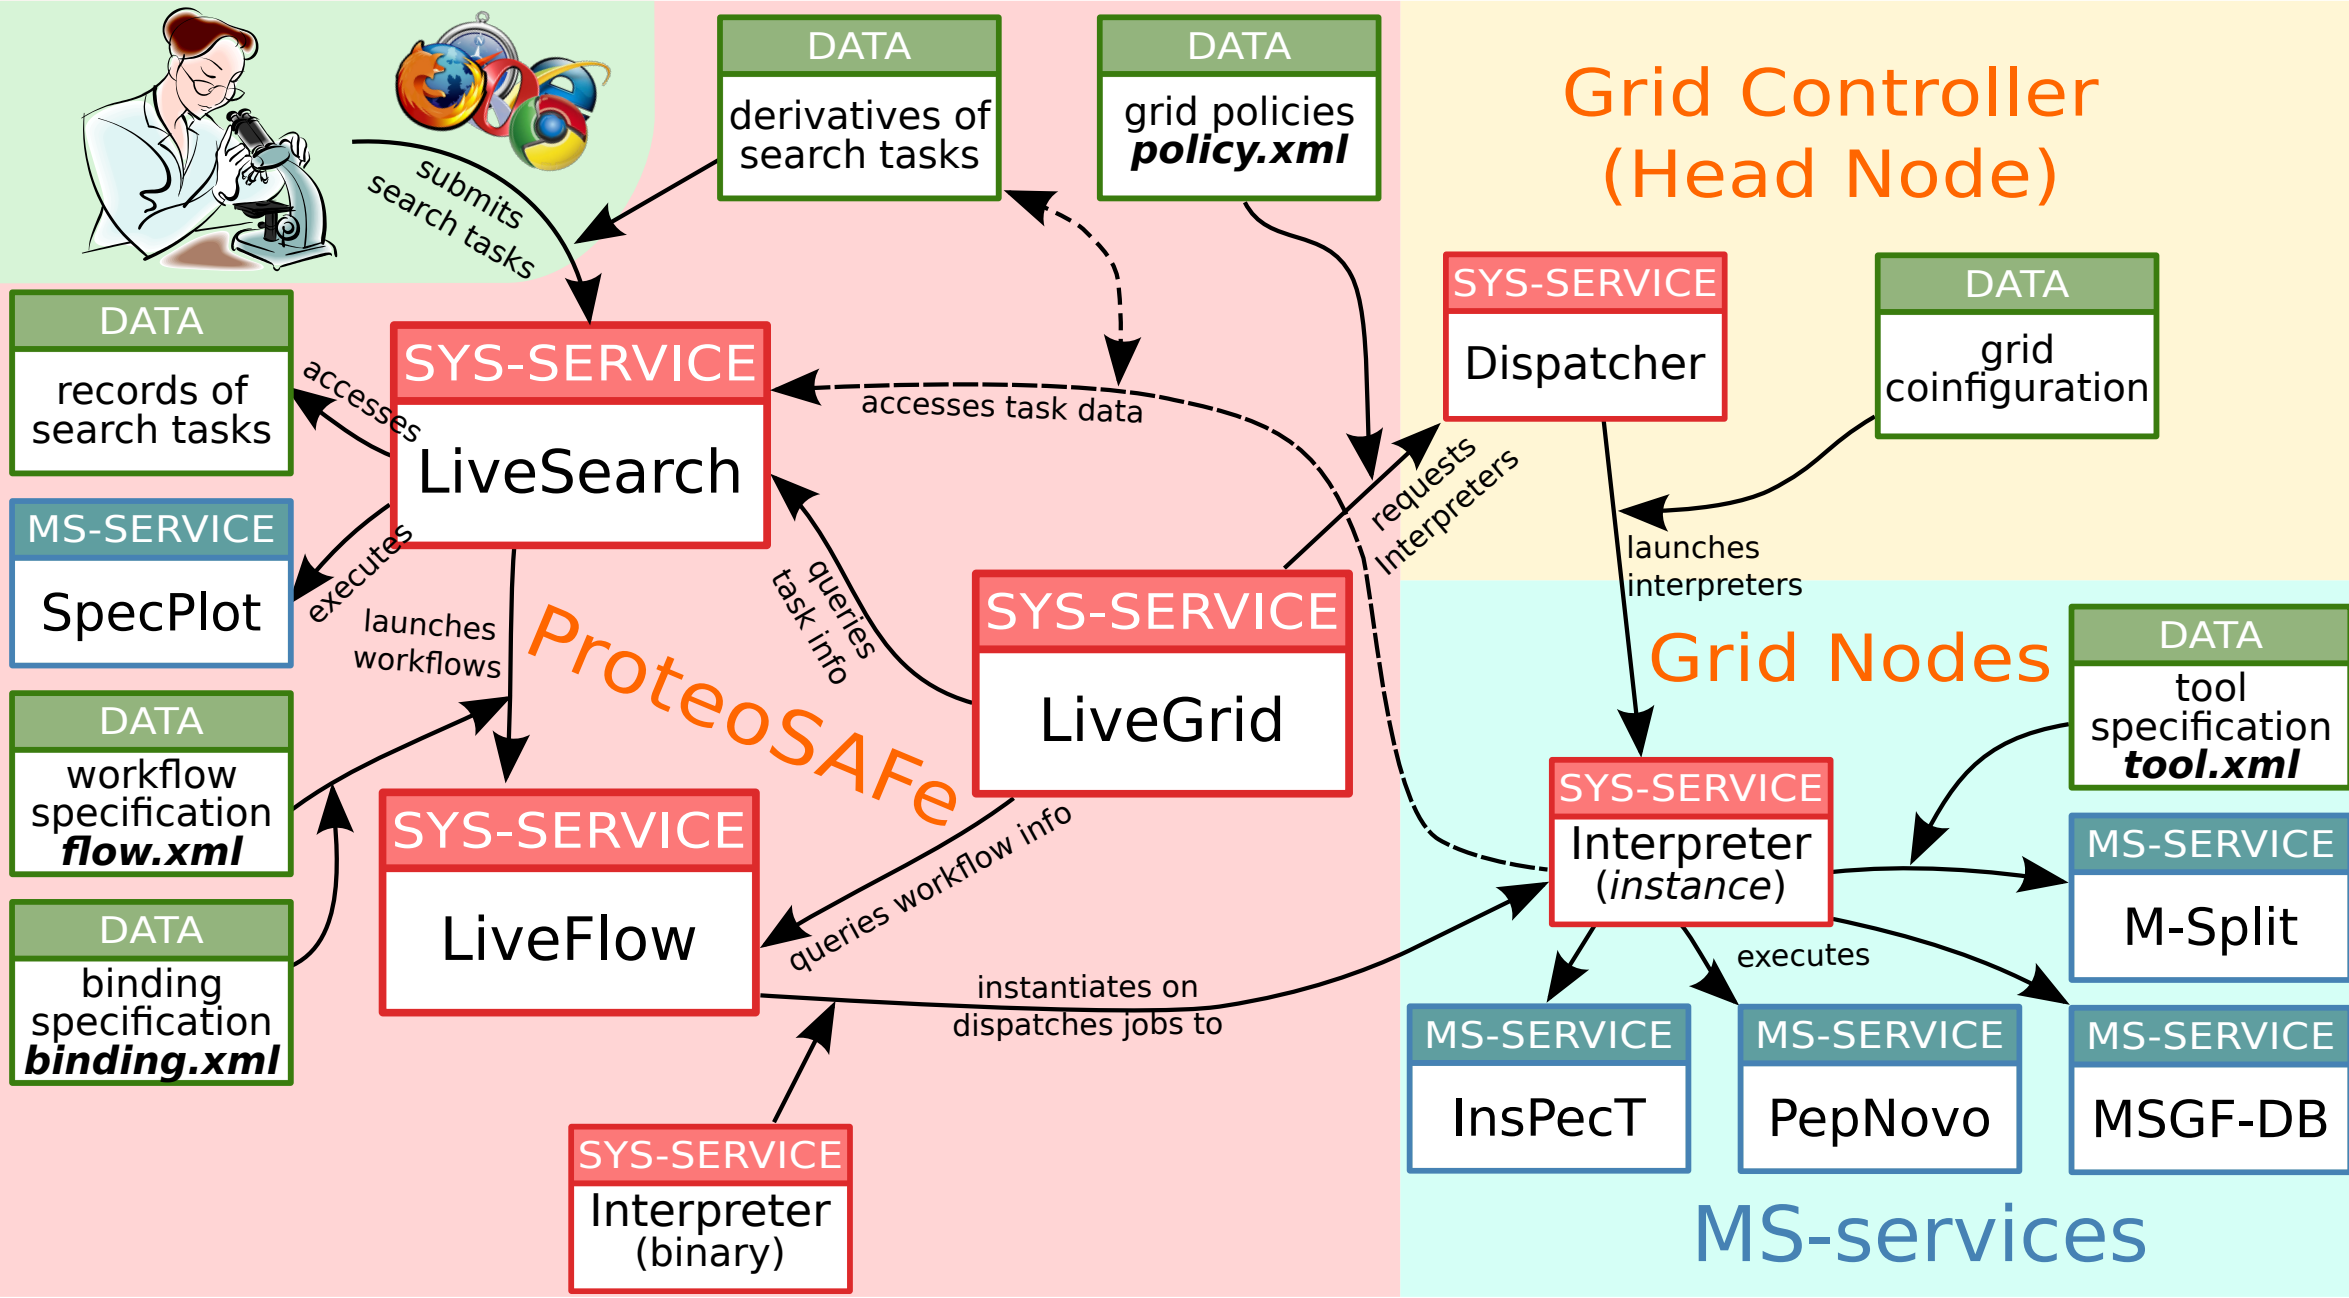 submits
search tasks
DATA
derivatives of
search tasks
DATA
grid policies
policy.xml
Grid Controller
(Head Node)
SYS-SERVICE
Dispatcher
DATA
grid
coinfiguration
DATA
records of
search tasks
accesses
SYS-SERVICE
LiveSearch
accesses task data
requests
Interpreters
launches
interpreters
MS-SERVICE
SpecPlot
executes
launches
workflows
queries
task info
ProteoSAFe
SYS-SERVICE
LiveGrid
Grid Nodes
DATA
tool
specification
tool.xml
DATA
workflow
specification
flow.xml
SYS-SERVICE
LiveFlow
queries workflow info
SYS-SERVICE
Interpreter
(instance)
MS-SERVICE
M-Split
DATA
binding
specification
binding.xml
instantiates on
dispatches jobs to
executes
MS-SERVICE
InsPecT
MS-SERVICE
PepNovo
MS-SERVICE
MSGF-DB
SYS-SERVICE
Interpreter
(binary)
MS-services